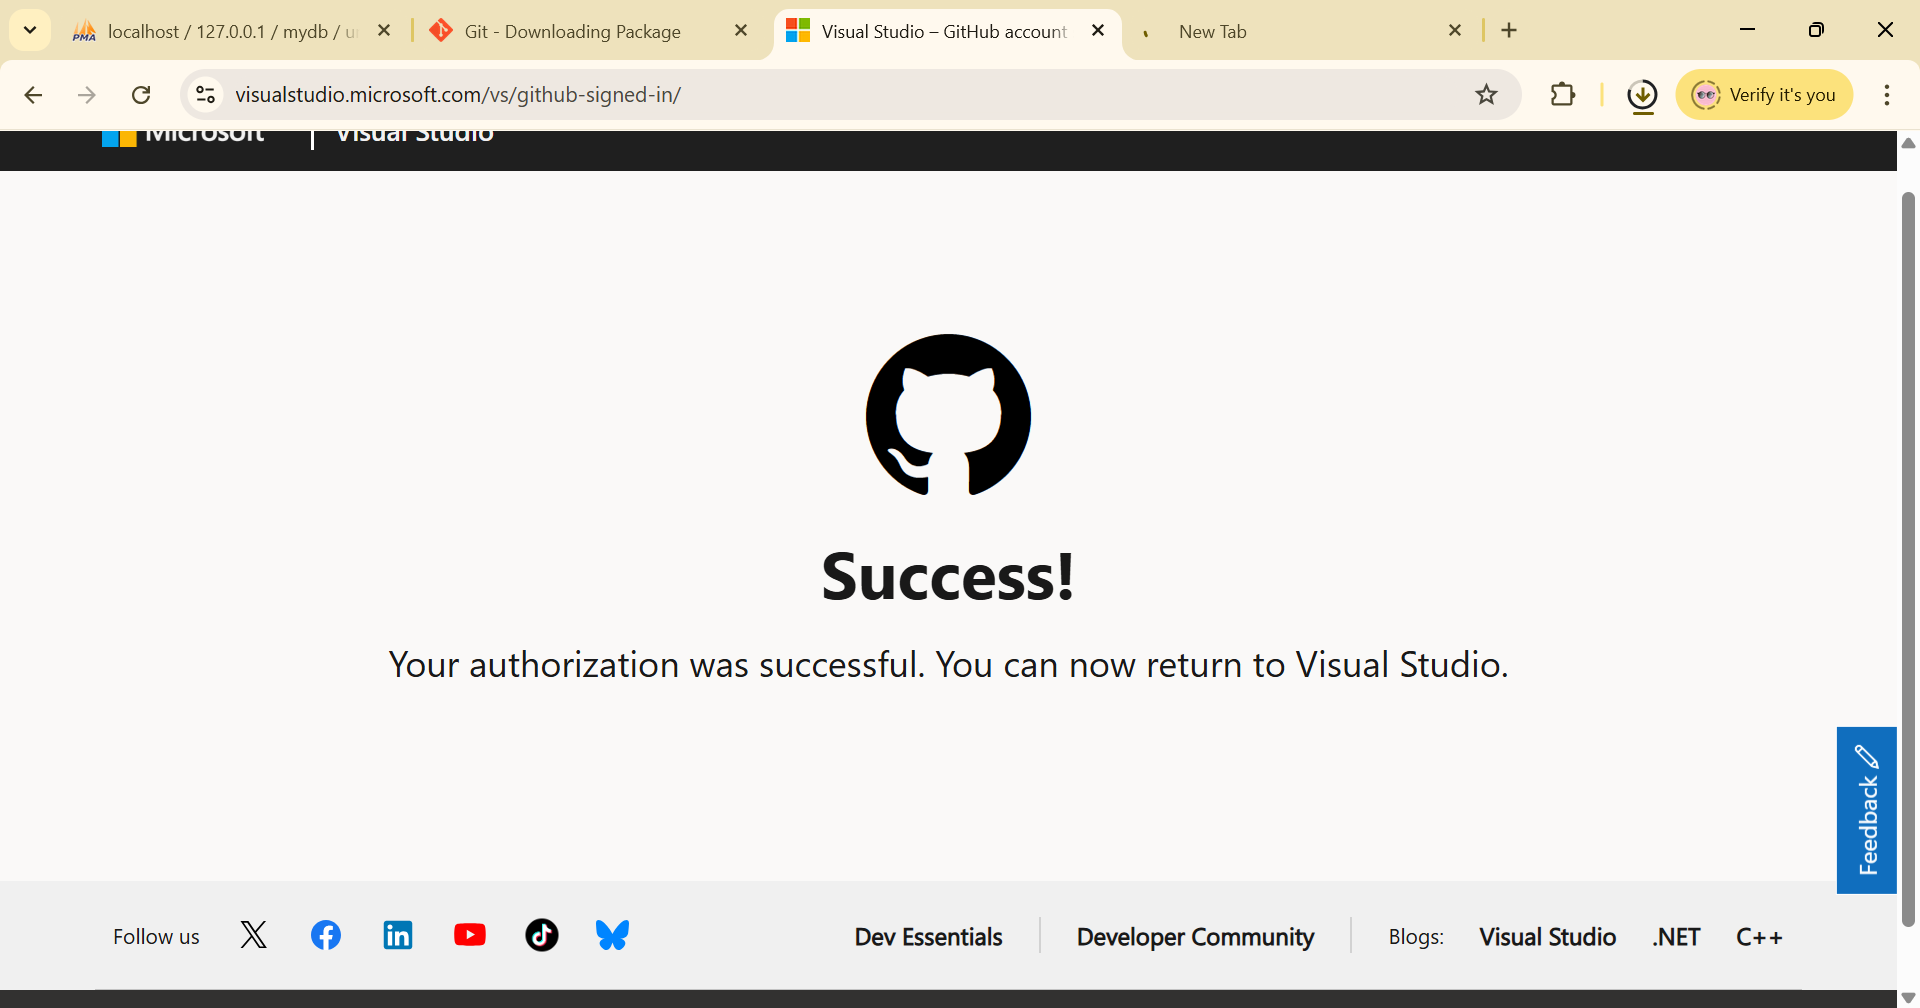 localhost / 127.0.0.1 / mydb / u
Git - Downloading Package
Visual Studio – GitHub account
New Tab
visualstudio.microsoft.com/vs/github-signed-in/
Verify it's you
Microsoft
Visual Studio
Success!
Your authorization was successful. You can now return to Visual Studio.
Feedback
Follow us
Dev Essentials
Developer Community
Blogs:
Visual Studio
.NET
C++